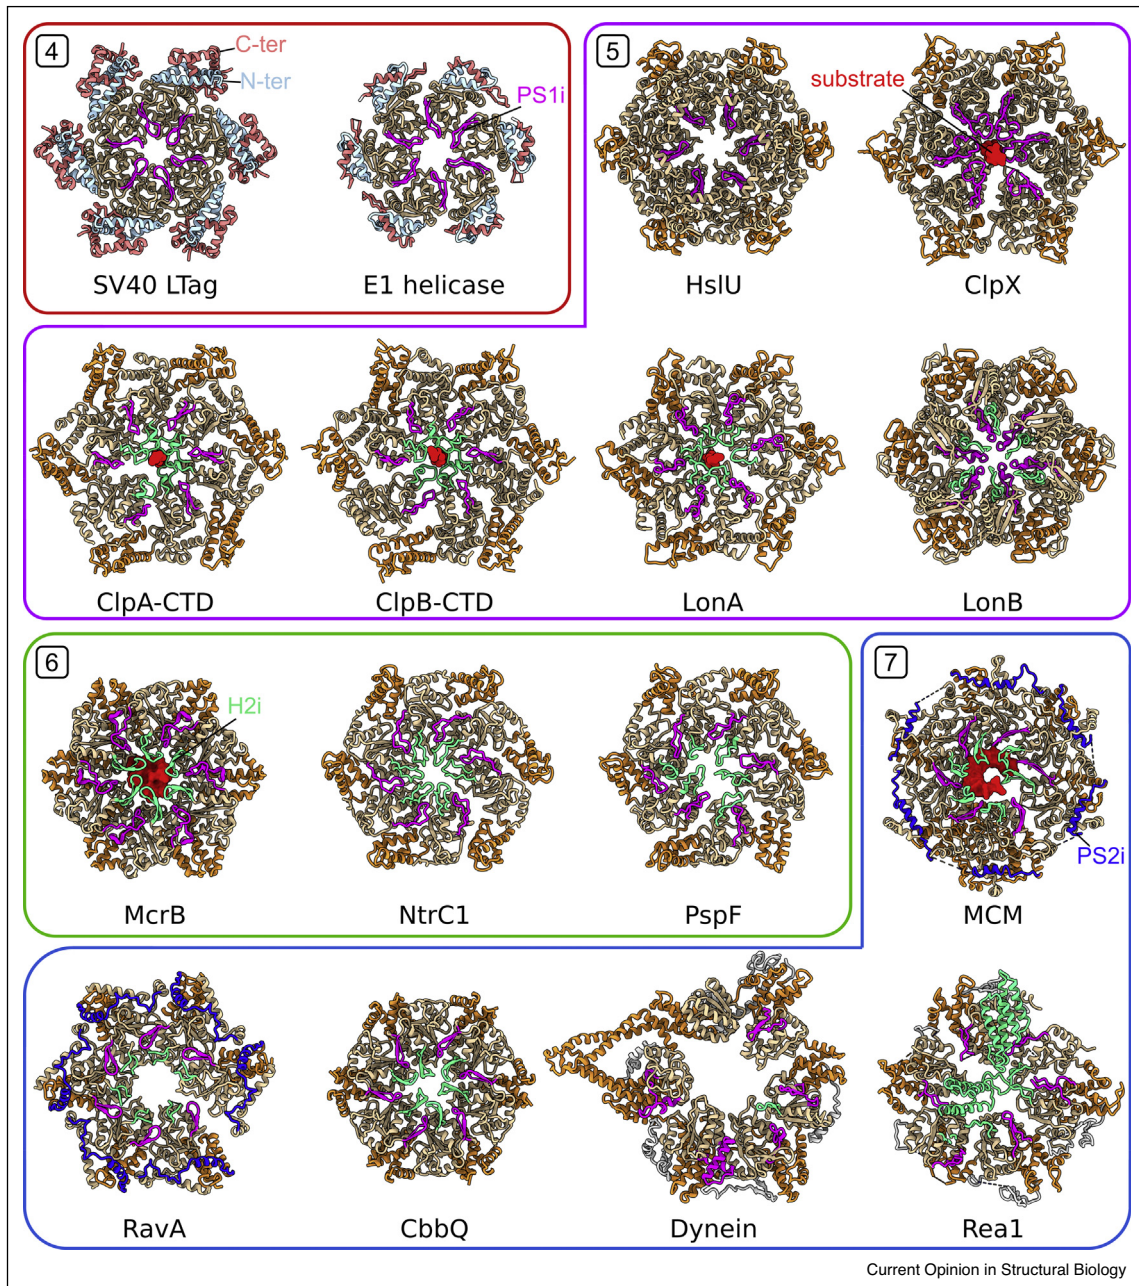 4
C-ter
N-ter
PS1i
SV40 LTag
E1 helicase
5
substrate
HslU
ClpX
ClpA-CTD
ClpB-CTD
LonA
LonB
6
H2i
McrB
NtrC1
PspF
7
PS2i
MCM
RavA
CbbQ
Dynein
Rea1
Current Opinion in Structural Biology